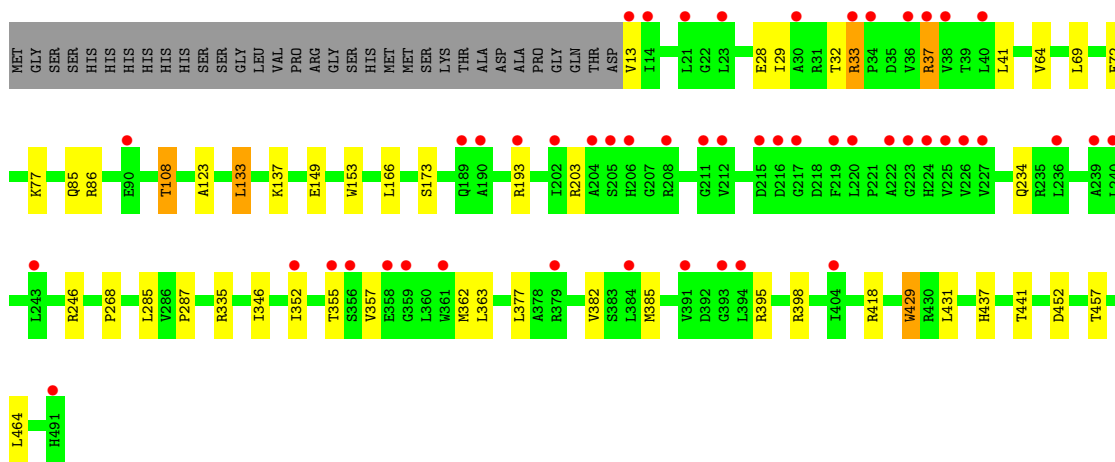 MET GLY SER SER HIS HIS HIS HIS HIS HIS SER SER GLY LEU VAL PRO ARG GLY SER HIS MET MET SER LYS THR ALA ALA PRO GLY GLN THR ASP V13 I14 L21 G22 L23 E28 I29 A30 R31 T32 R33 P34 D35 V36 R37 V38 T39 L40 L41 V64 L69
K77 Q85 R86 E90 T108 A123 L133 K137 E149 W153 L166 S173 Q189 A190 R193 I202 R203 A204 S205 H206 G207 R208 G211 V212 D215 D216 G217 D218 F219 L220 P221 A222 G223 H224 V225 V226 V227 Q234 R235 L236 A239 L240
L243 R246 P268 L285 V286 P287 R335 I346 I352 T355 S356 V357 E358 G359 L360 W361 M362 L363 L377 A378 R379 V382 S383 L384 M385 V391 D392 G393 L394 R395 R398 I404 R418 W429 R430 L431 H437 T441 D452 T457
L464 H491